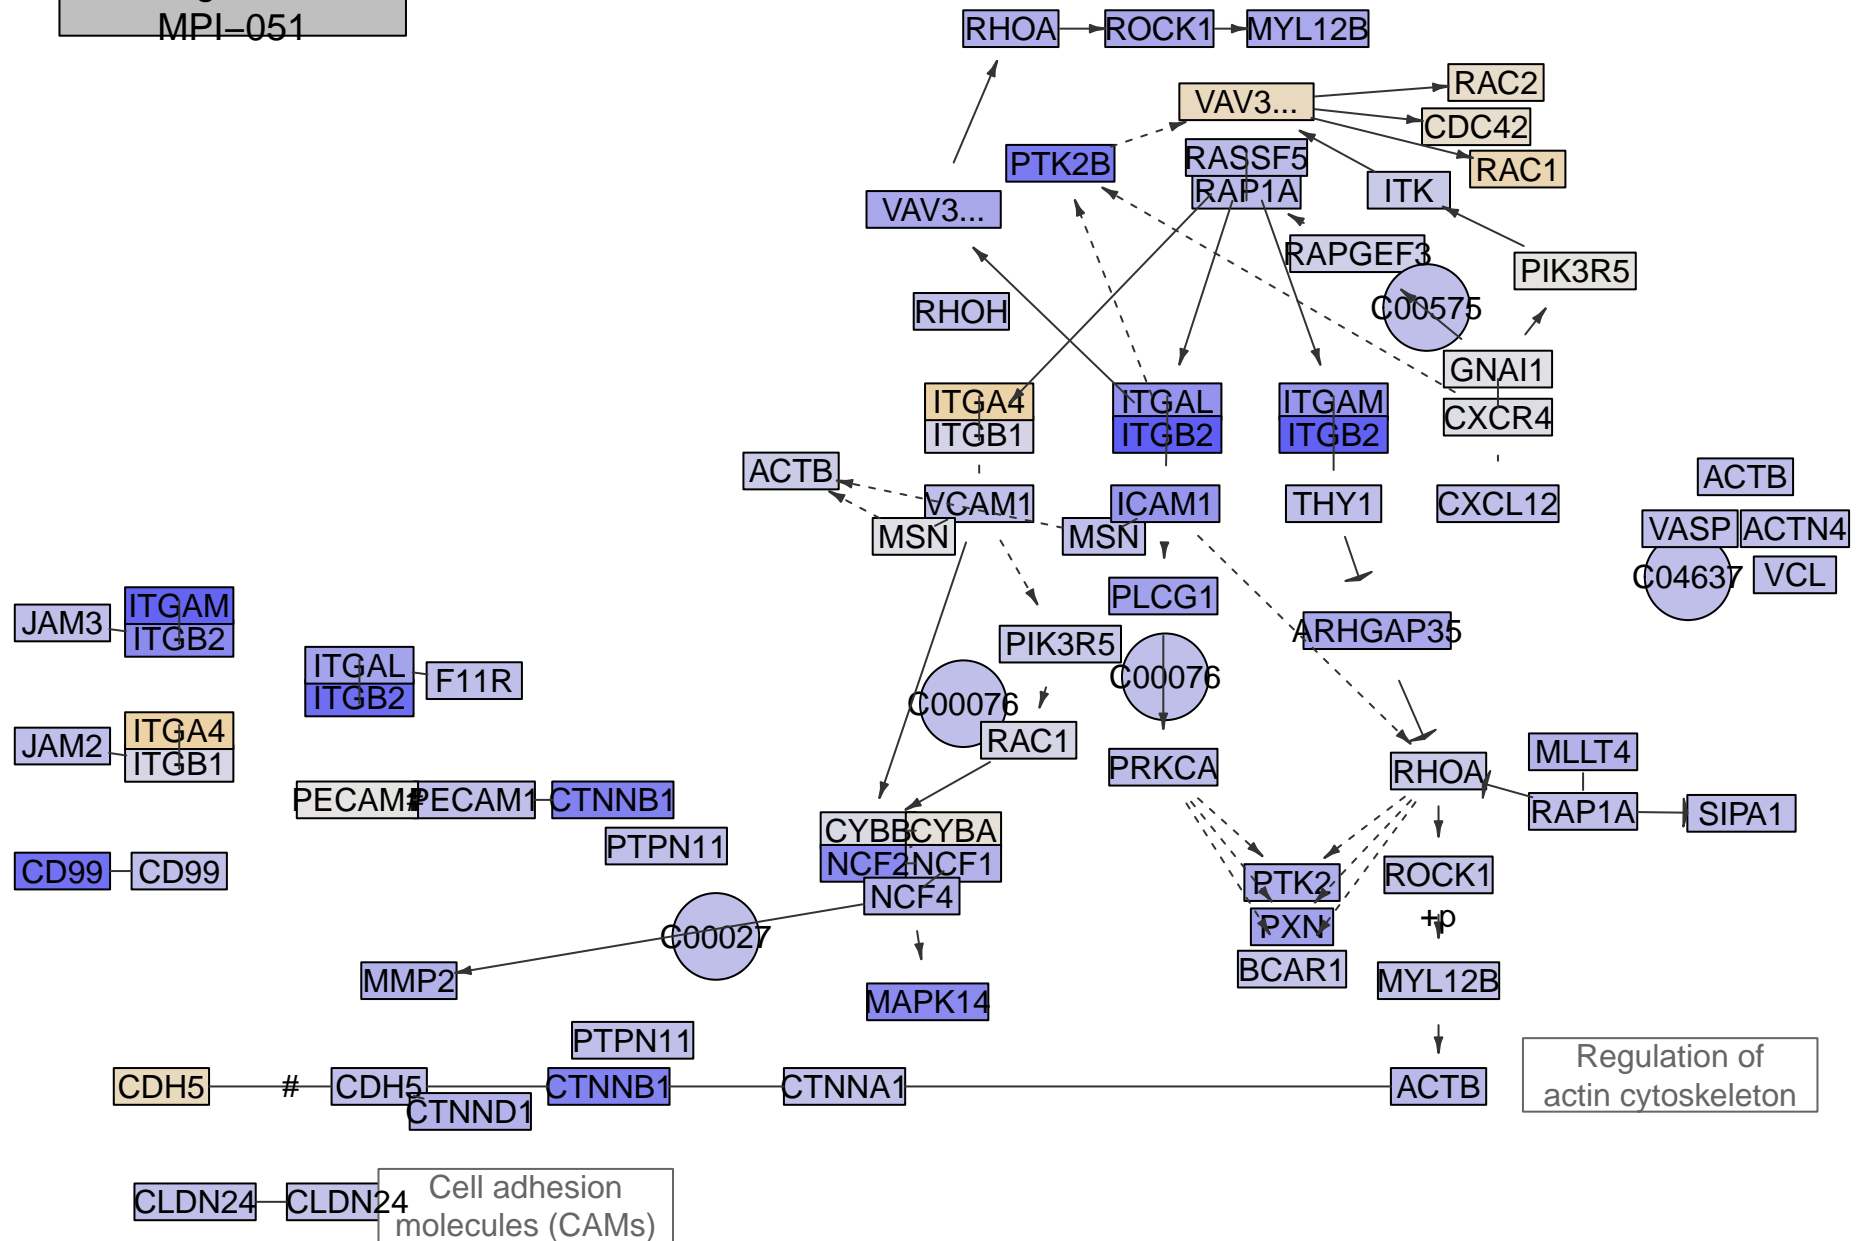 MPI−051
RHOA
ROCK1
MYL12B
RAC2
VAV3...
CDC42
RASSF5
PTK2B
RAC1
RAP1A
ITK
VAV3...
RAPGEF3
PIK3R5
C00575
RHOH
GNAI1
ITGA4
ITGAL
ITGAM
CXCR4
ITGB1
ITGB2
ITGB2
ACTB
ACTB
VCAM1
ICAM1
THY1
CXCL12
MSN
MSN
VASP
ACTN4
C04637
VCL
PLCG1
ITGAM
JAM3
ITGB2
ARHGAP35
PIK3R5
ITGAL
F11R
C00076
ITGB2
C00076
ITGA4
JAM2
RAC1
MLLT4
ITGB1
PRKCA
RHOA
PECAM1
#
PECAM1
CTNNB1
RAP1A
SIPA1
CYBB
CYBA
PTPN11
NCF2
NCF1
CD99
CD99
PTK2
ROCK1
NCF4
+p
PXN
C00027
BCAR1
MMP2
MYL12B
MAPK14
PTPN11
Regulation of
actin cytoskeleton
CDH5
#
CDH5
CTNNB1
CTNNA1
ACTB
CTNND1
CLDN24
CLDN24
Cell adhesion
molecules (CAMs)